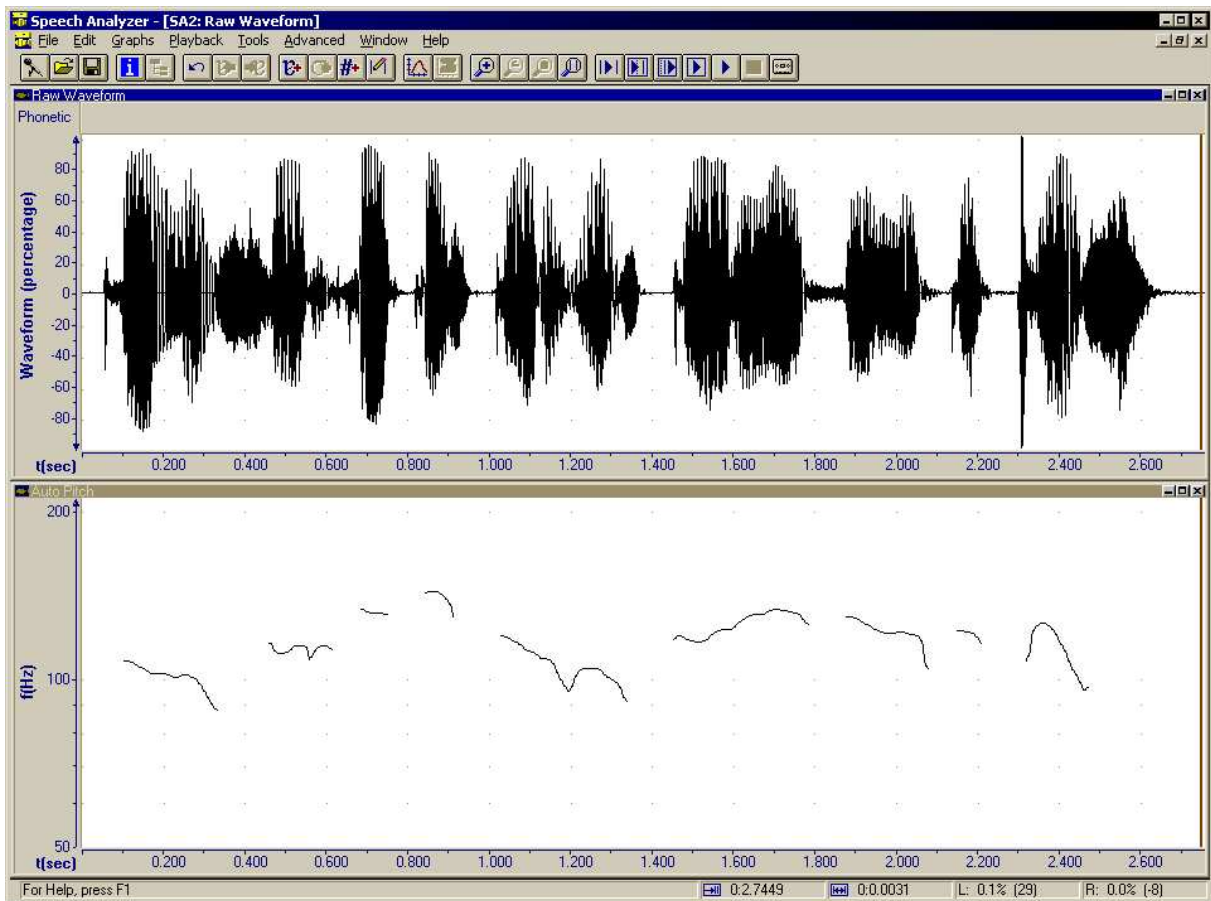 Speech Analyzer - [SA2: Raw Waveform]
File Edit Graphs Playback Tools Advanced Window Help
Raw Waveform
Phonetic
80
60
40
20
0
-20
-40
-60
-80
Waveform (percentage)
t(sec) 0.200 0.400 0.600 0.800 1.000 1.200 1.400 1.600 1.800 2.000 2.200 2.400 2.600
Auto Pitch
200
100
50
f(Hz)
t(sec) 0.200 0.400 0.600 0.800 1.000 1.200 1.400 1.600 1.800 2.000 2.200 2.400 2.600
For Help, press F1 0:2.7449 0:0.0031 L: 0.1% (29) R: 0.0% (-8)